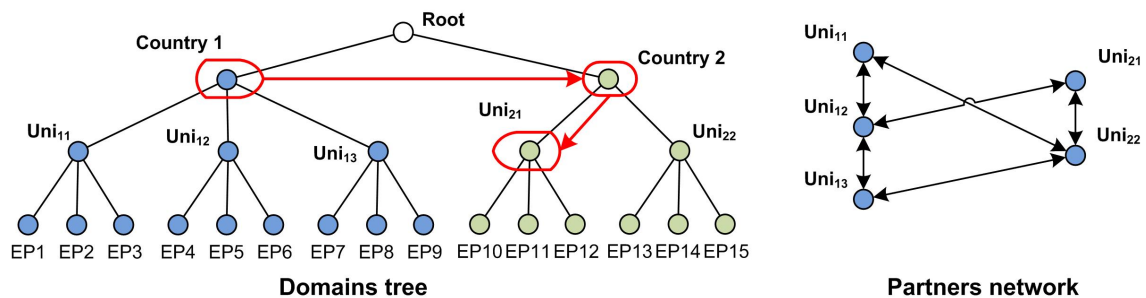 Root
Country 1
Country 2
Uni11
Uni12
Uni13
Uni21
Uni22
EP1 EP2 EP3 EP4 EP5 EP6 EP7 EP8 EP9 EP10 EP11 EP12 EP13 EP14 EP15
Domains tree
Uni11
Uni21
Uni12
Uni22
Uni13
Partners network